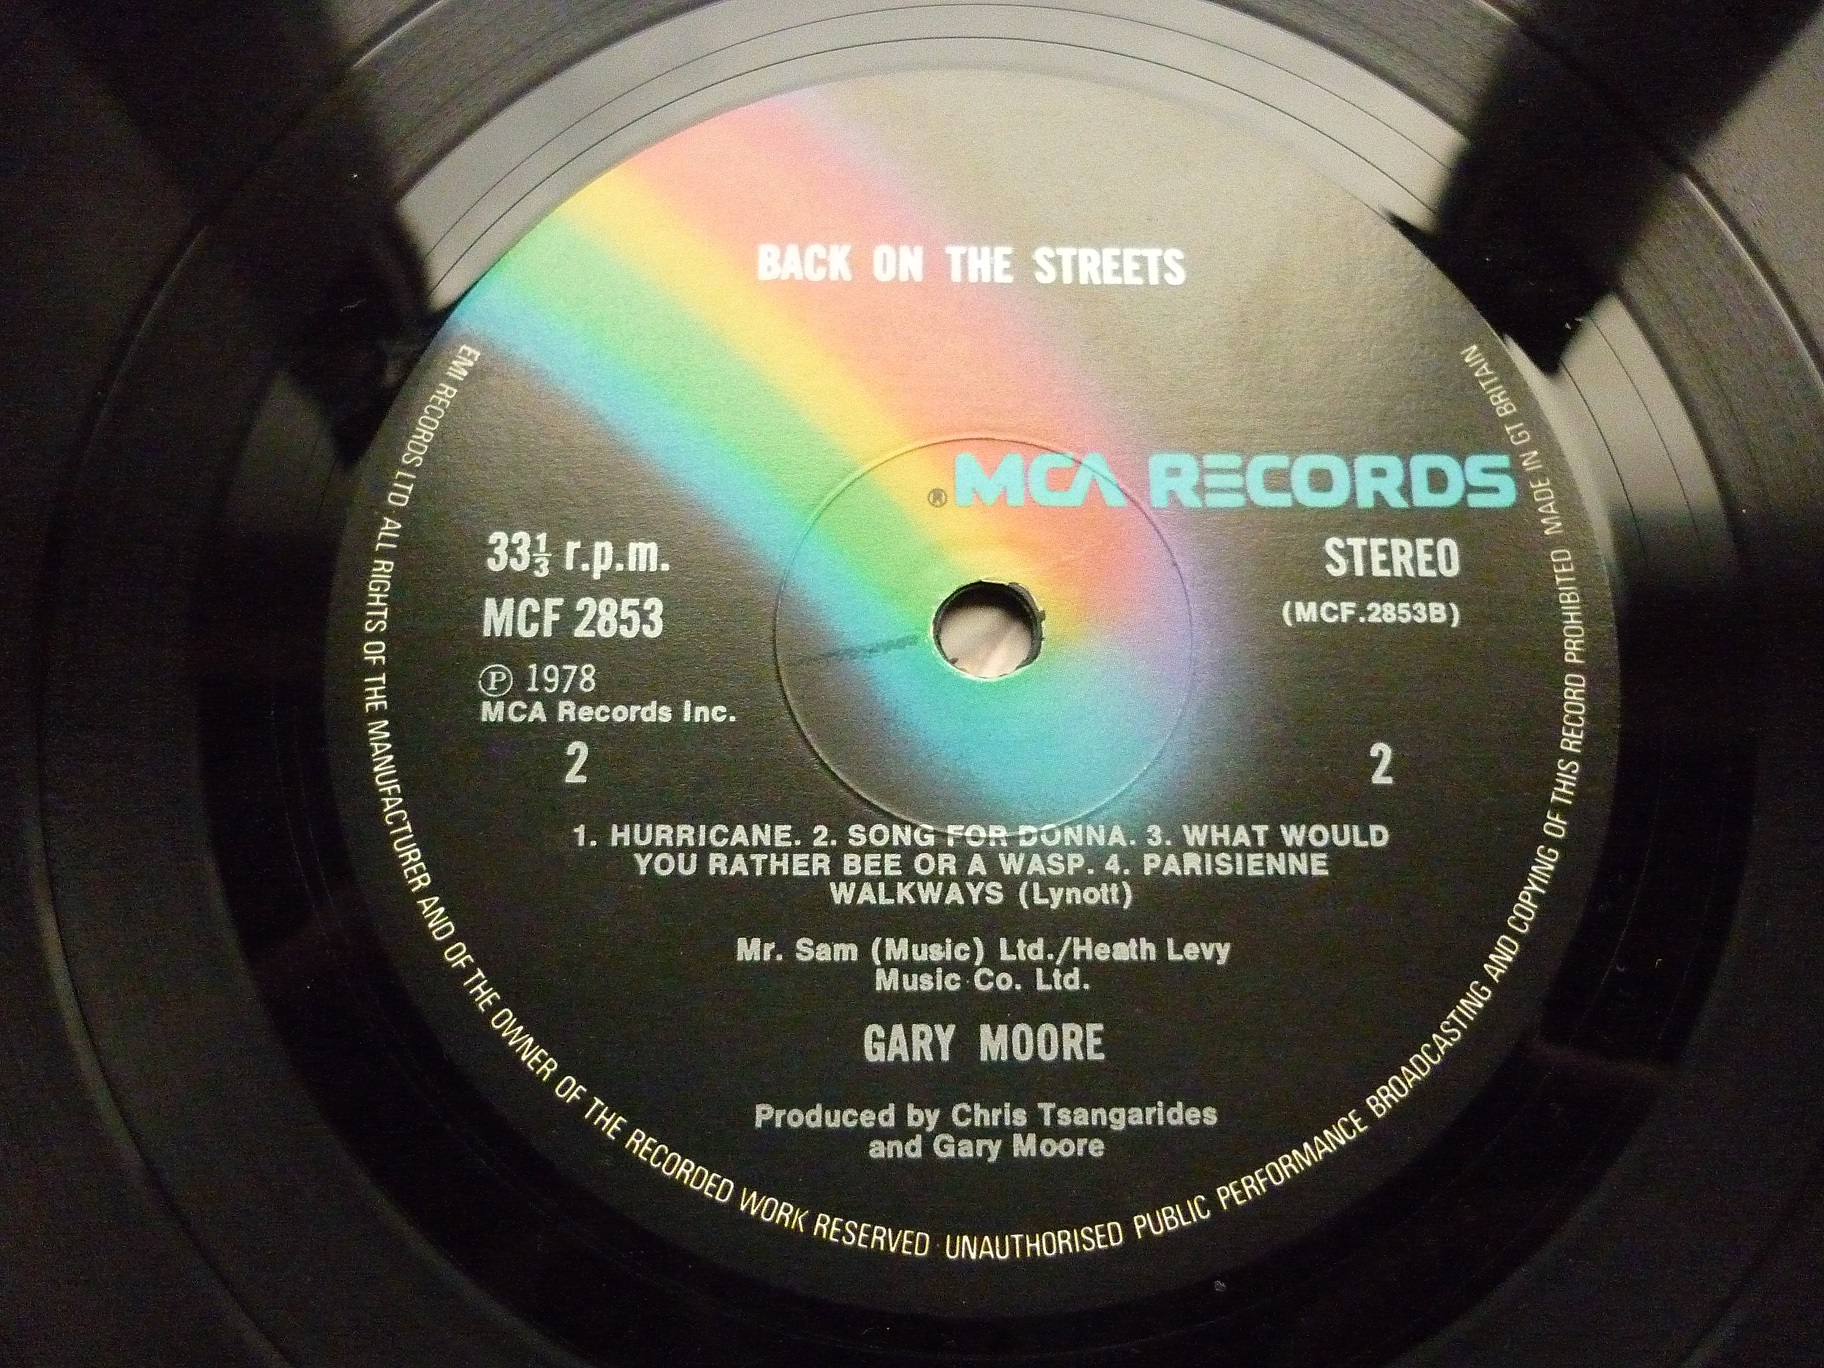 BACK ON THE STREETS
® MCA RECORDS
33⅓ r.p.m.
STEREO
MCF 2853
(MCF.2853B)
Ⓟ 1978
MCA Records Inc.
2
2
1. HURRICANE. 2. SONG FOR DONNA. 3. WHAT WOULD
YOU RATHER BEE OR A WASP. 4. PARISIENNE
WALKWAYS (Lynott)
Mr. Sam (Music) Ltd./Heath Levy
Music Co. Ltd.
GARY MOORE
Produced by Chris Tsangarides
and Gary Moore
EMI RECORDS LTD ALL RIGHTS OF THE MANUFACTURER AND OF THE OWNER OF THE RECORDED WORK RESERVED · UNAUTHORISED PUBLIC PERFORMANCE BROADCASTING AND COPYING OF THIS RECORD PROHIBITED MADE IN GT BRITAIN